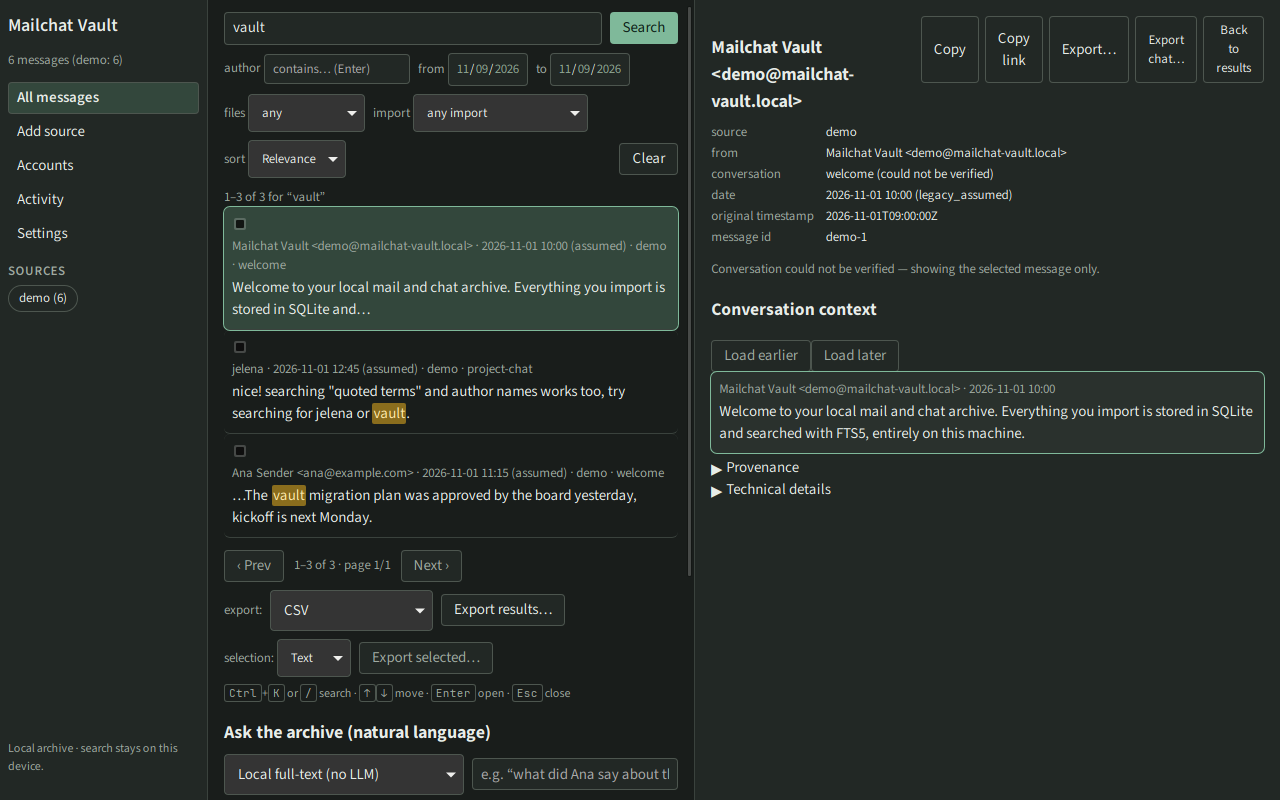 Mailchat Vault
6 messages (demo: 6)
All messages
Add source
Accounts
Activity
Settings
SOURCES
demo (6)
Local archive · search stays on this
device.
vault
Search
author contains… (Enter) from 11/09/2026 to 11/09/2026
files any import any import
sort Relevance Clear
1–3 of 3 for “vault”
Mailchat Vault <demo@mailchat-vault.local> · 2026-11-01 10:00 (assumed) · demo
· welcome
Welcome to your local mail and chat archive. Everything you import is
stored in SQLite and…
jelena · 2026-11-01 12:45 (assumed) · demo · project-chat
nice! searching "quoted terms" and author names works too, try
searching for jelena or vault.
Ana Sender <ana@example.com> · 2026-11-01 11:15 (assumed) · demo · welcome
…The vault migration plan was approved by the board yesterday,
kickoff is next Monday.
‹ Prev 1–3 of 3 · page 1/1 Next ›
export: CSV Export results…
selection: Text Export selected…
Ctrl+K or / search · ↑ ↓ move · Enter open · Esc close
Ask the archive (natural language)
Local full-text (no LLM) e.g. “what did Ana say about
Mailchat Vault
<demo@mailchat-
vault.local>
Copy
Copy
link
Export…
Export
chat…
Back
to
results
source demo
from Mailchat Vault <demo@mailchat-vault.local>
conversation welcome (could not be verified)
date 2026-11-01 10:00 (legacy_assumed)
original timestamp 2026-11-01T09:00:00Z
message id demo-1
Conversation could not be verified — showing the selected message only.
Conversation context
Load earlier Load later
Mailchat Vault <demo@mailchat-vault.local> · 2026-11-01 10:00
Welcome to your local mail and chat archive. Everything you import is stored in SQLite
and searched with FTS5, entirely on this machine.
▶ Provenance
▶ Technical details